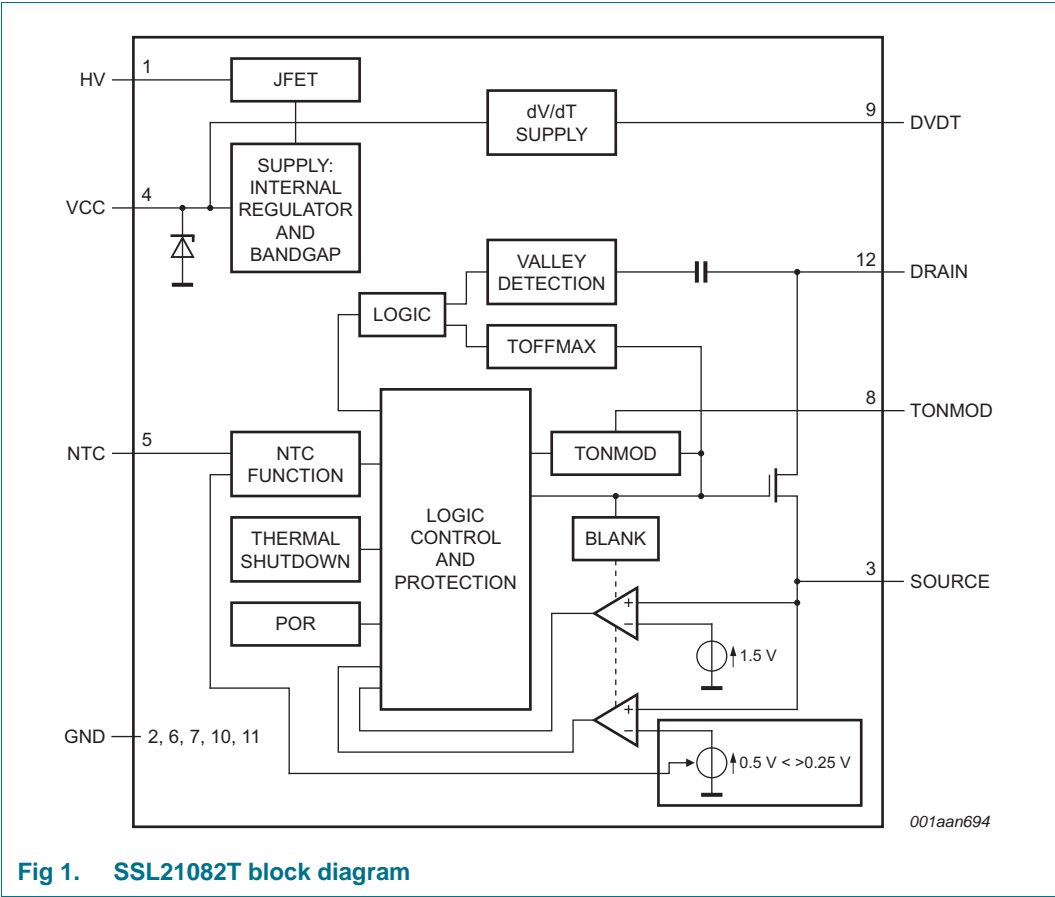 HV
1
JFET
dV/dT
SUPPLY
9
DVDT
SUPPLY:
INTERNAL
REGULATOR
AND
BANDGAP
VCC
4
VALLEY
DETECTION
12
DRAIN
LOGIC
TOFFMAX
8
TONMOD
NTC
5
NTC
FUNCTION
TONMOD
LOGIC
CONTROL
AND
PROTECTION
BLANK
THERMAL
SHUTDOWN
3
SOURCE
POR
+
−
1.5 V
+
−
GND
2, 6, 7, 10, 11
0.5 V < >0.25 V
001aan694
Fig 1. SSL21082T block diagram